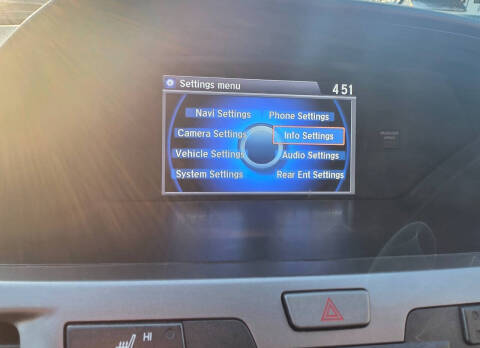 Settings menu 4 51
Navi Settings Phone Settings
Camera Settings Info Settings
Vehicle Settings Audio Settings
System Settings Rear Ent Settings
HI